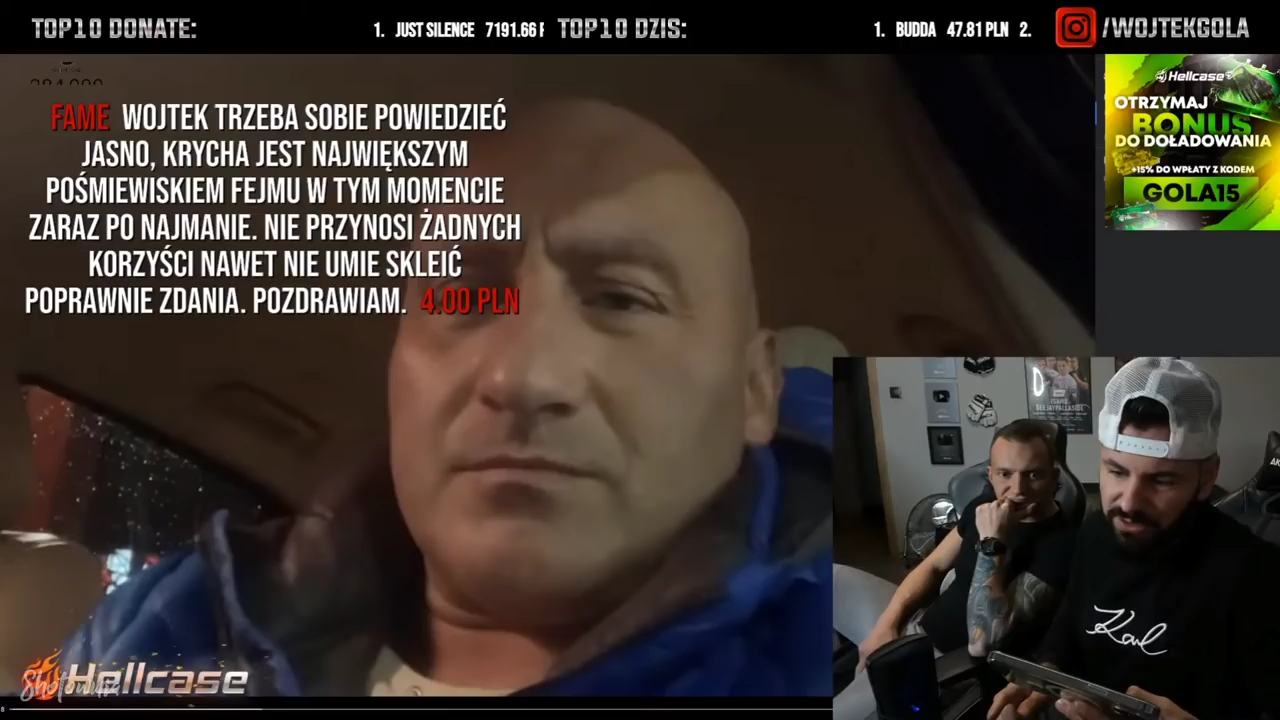 TOP10 DONATE: 1. JUST SILENCE 7191.66 TOP10 DZIS: 1. BUDDA 47.81 PLN 2. /WOJTEKGOLA
FAME WOJTEK TRZEBA SOBIE POWIEDZIEĆ
JASNO, KRYCHA JEST NAJWIĘKSZYM
POŚMIEWISKIEM FEJMU W TYM MOMENCIE
ZARAZ PO NAJMANIE. NIE PRZYNOSI ŻADNYCH
KORZYŚCI NAWET NIE UMIE SKLEIĆ
POPRAWNIE ZDANIA. POZDRAWIAM. 4.00 PLN
Hellcase
OTRZYMAJ
BONUS
DO DOŁADOWANIA
+15% DO WPŁATY Z KODEM
GOLA15
DEEJAYPALLASIDE
Karl
Hellcase
8